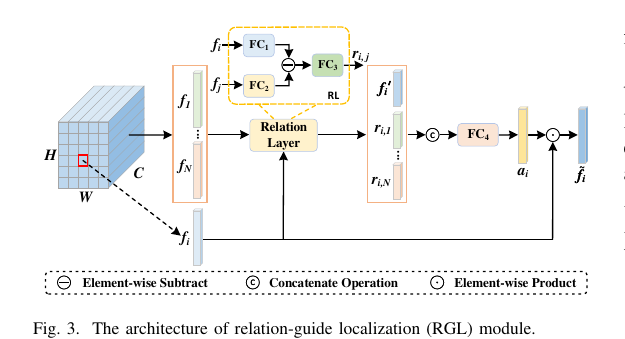 f_i
FC_1
f_j
FC_2
FC_3
r_{i,j}
RL
f_1
⋮
f_N
Relation
Layer
f_i'
r_{i,1}
⋮
r_{i,N}
C
FC_4
a_i
f̃_i
H
W
C
f_i
Element-wise Subtract
C Concatenate Operation
Element-wise Product
Fig. 3. The architecture of relation-guide localization (RGL) module.